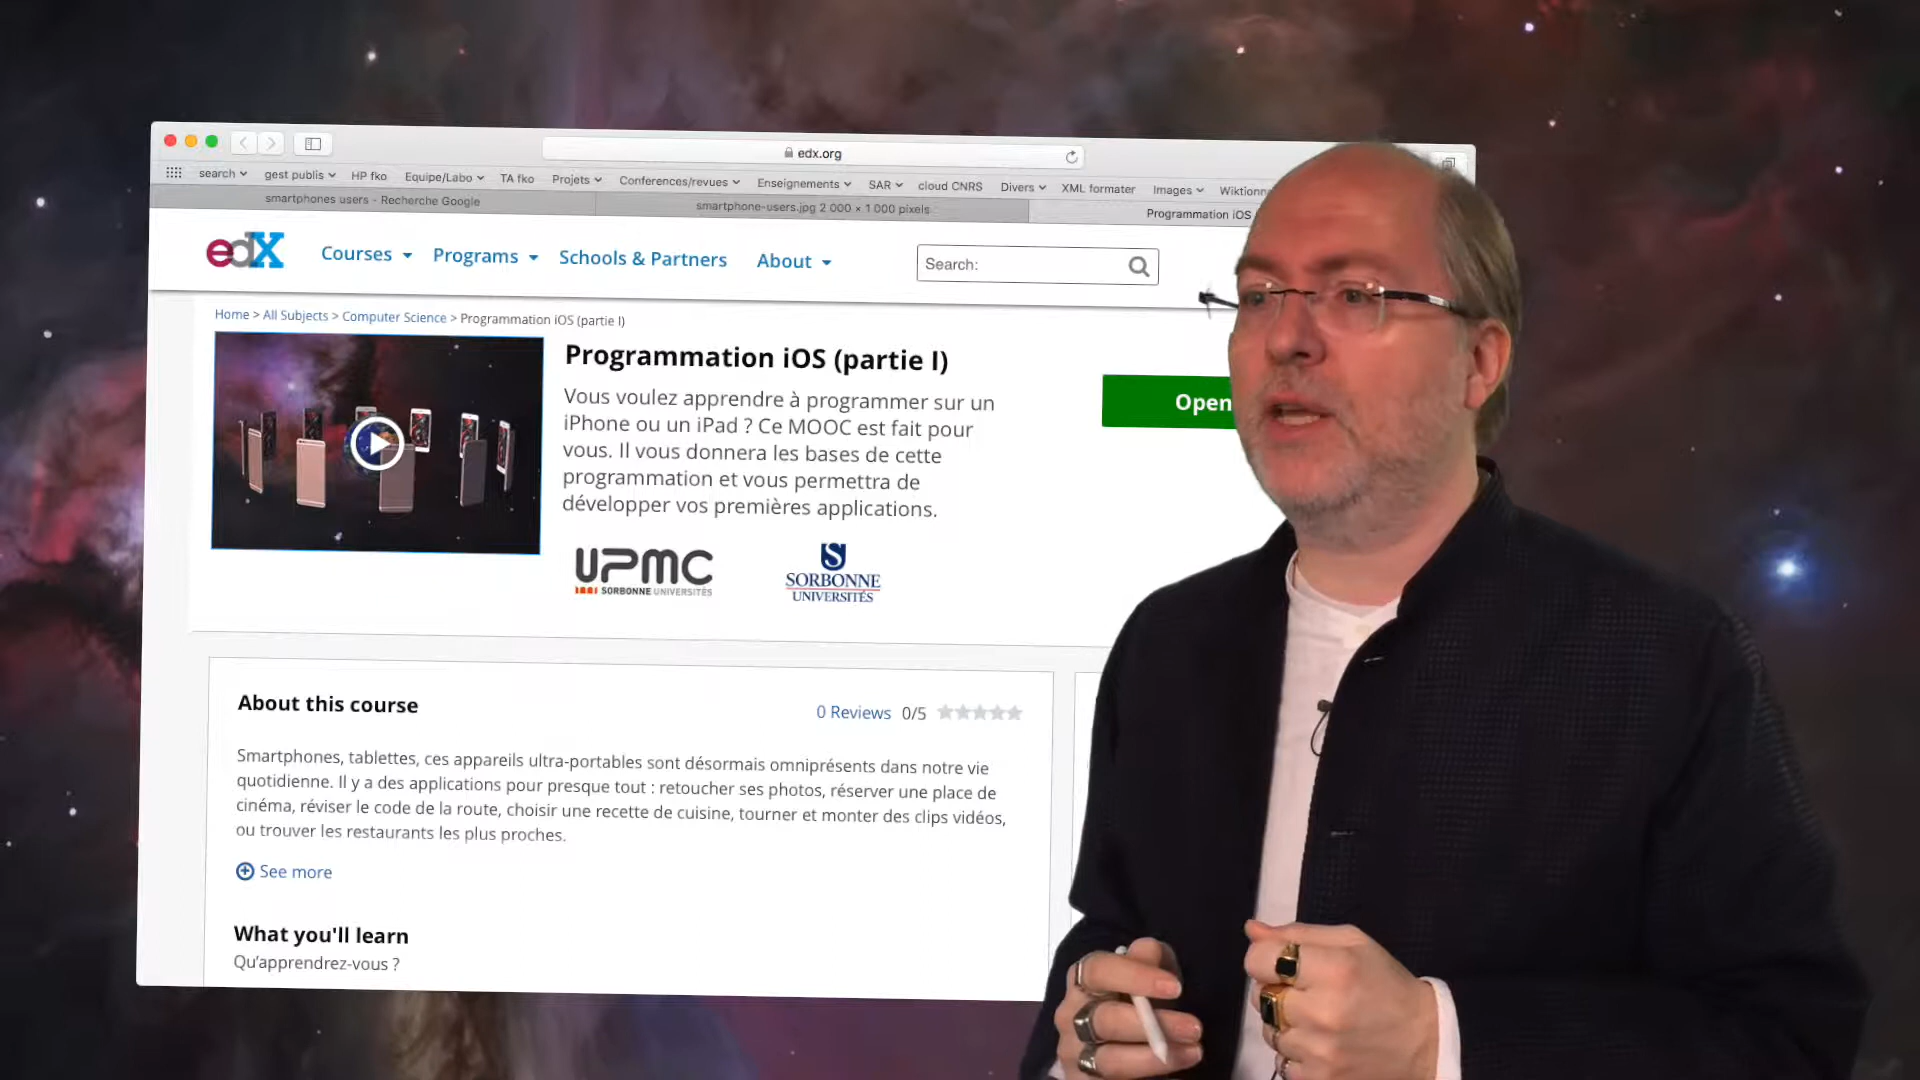 edx.org
search
gest publis
HP fko
Equipe/Labo
TA fko
Projets
Conferences/revues
Enseignements
SAR
cloud CNRS
Divers
XML formater
Images
smartphones users - Recherche Google
smartphone-users.jpg 2 000 × 1 000 pixels
Programmation iOS
edX
Courses
Programs
Schools & Partners
About
Search:
Home > All Subjects > Computer Science > Programmation iOS (partie I)
Programmation iOS (partie I)
Vous voulez apprendre à programmer sur un
iPhone ou un iPad ? Ce MOOC est fait pour
vous. Il vous donnera les bases de cette
programmation et vous permettra de
développer vos premières applications.
Open
UPMC
SORBONNE UNIVERSITÉS
S
SORBONNE
UNIVERSITÉS
About this course
0 Reviews 0/5
Smartphones, tablettes, ces appareils ultra-portables sont désormais omniprésents dans notre vie
quotidienne. Il y a des applications pour presque tout : retoucher ses photos, réserver une place de
cinéma, réviser le code de la route, choisir une recette de cuisine, tourner et monter des clips vidéos,
ou trouver les restaurants les plus proches.
See more
What you'll learn
Qu'apprendrez-vous ?